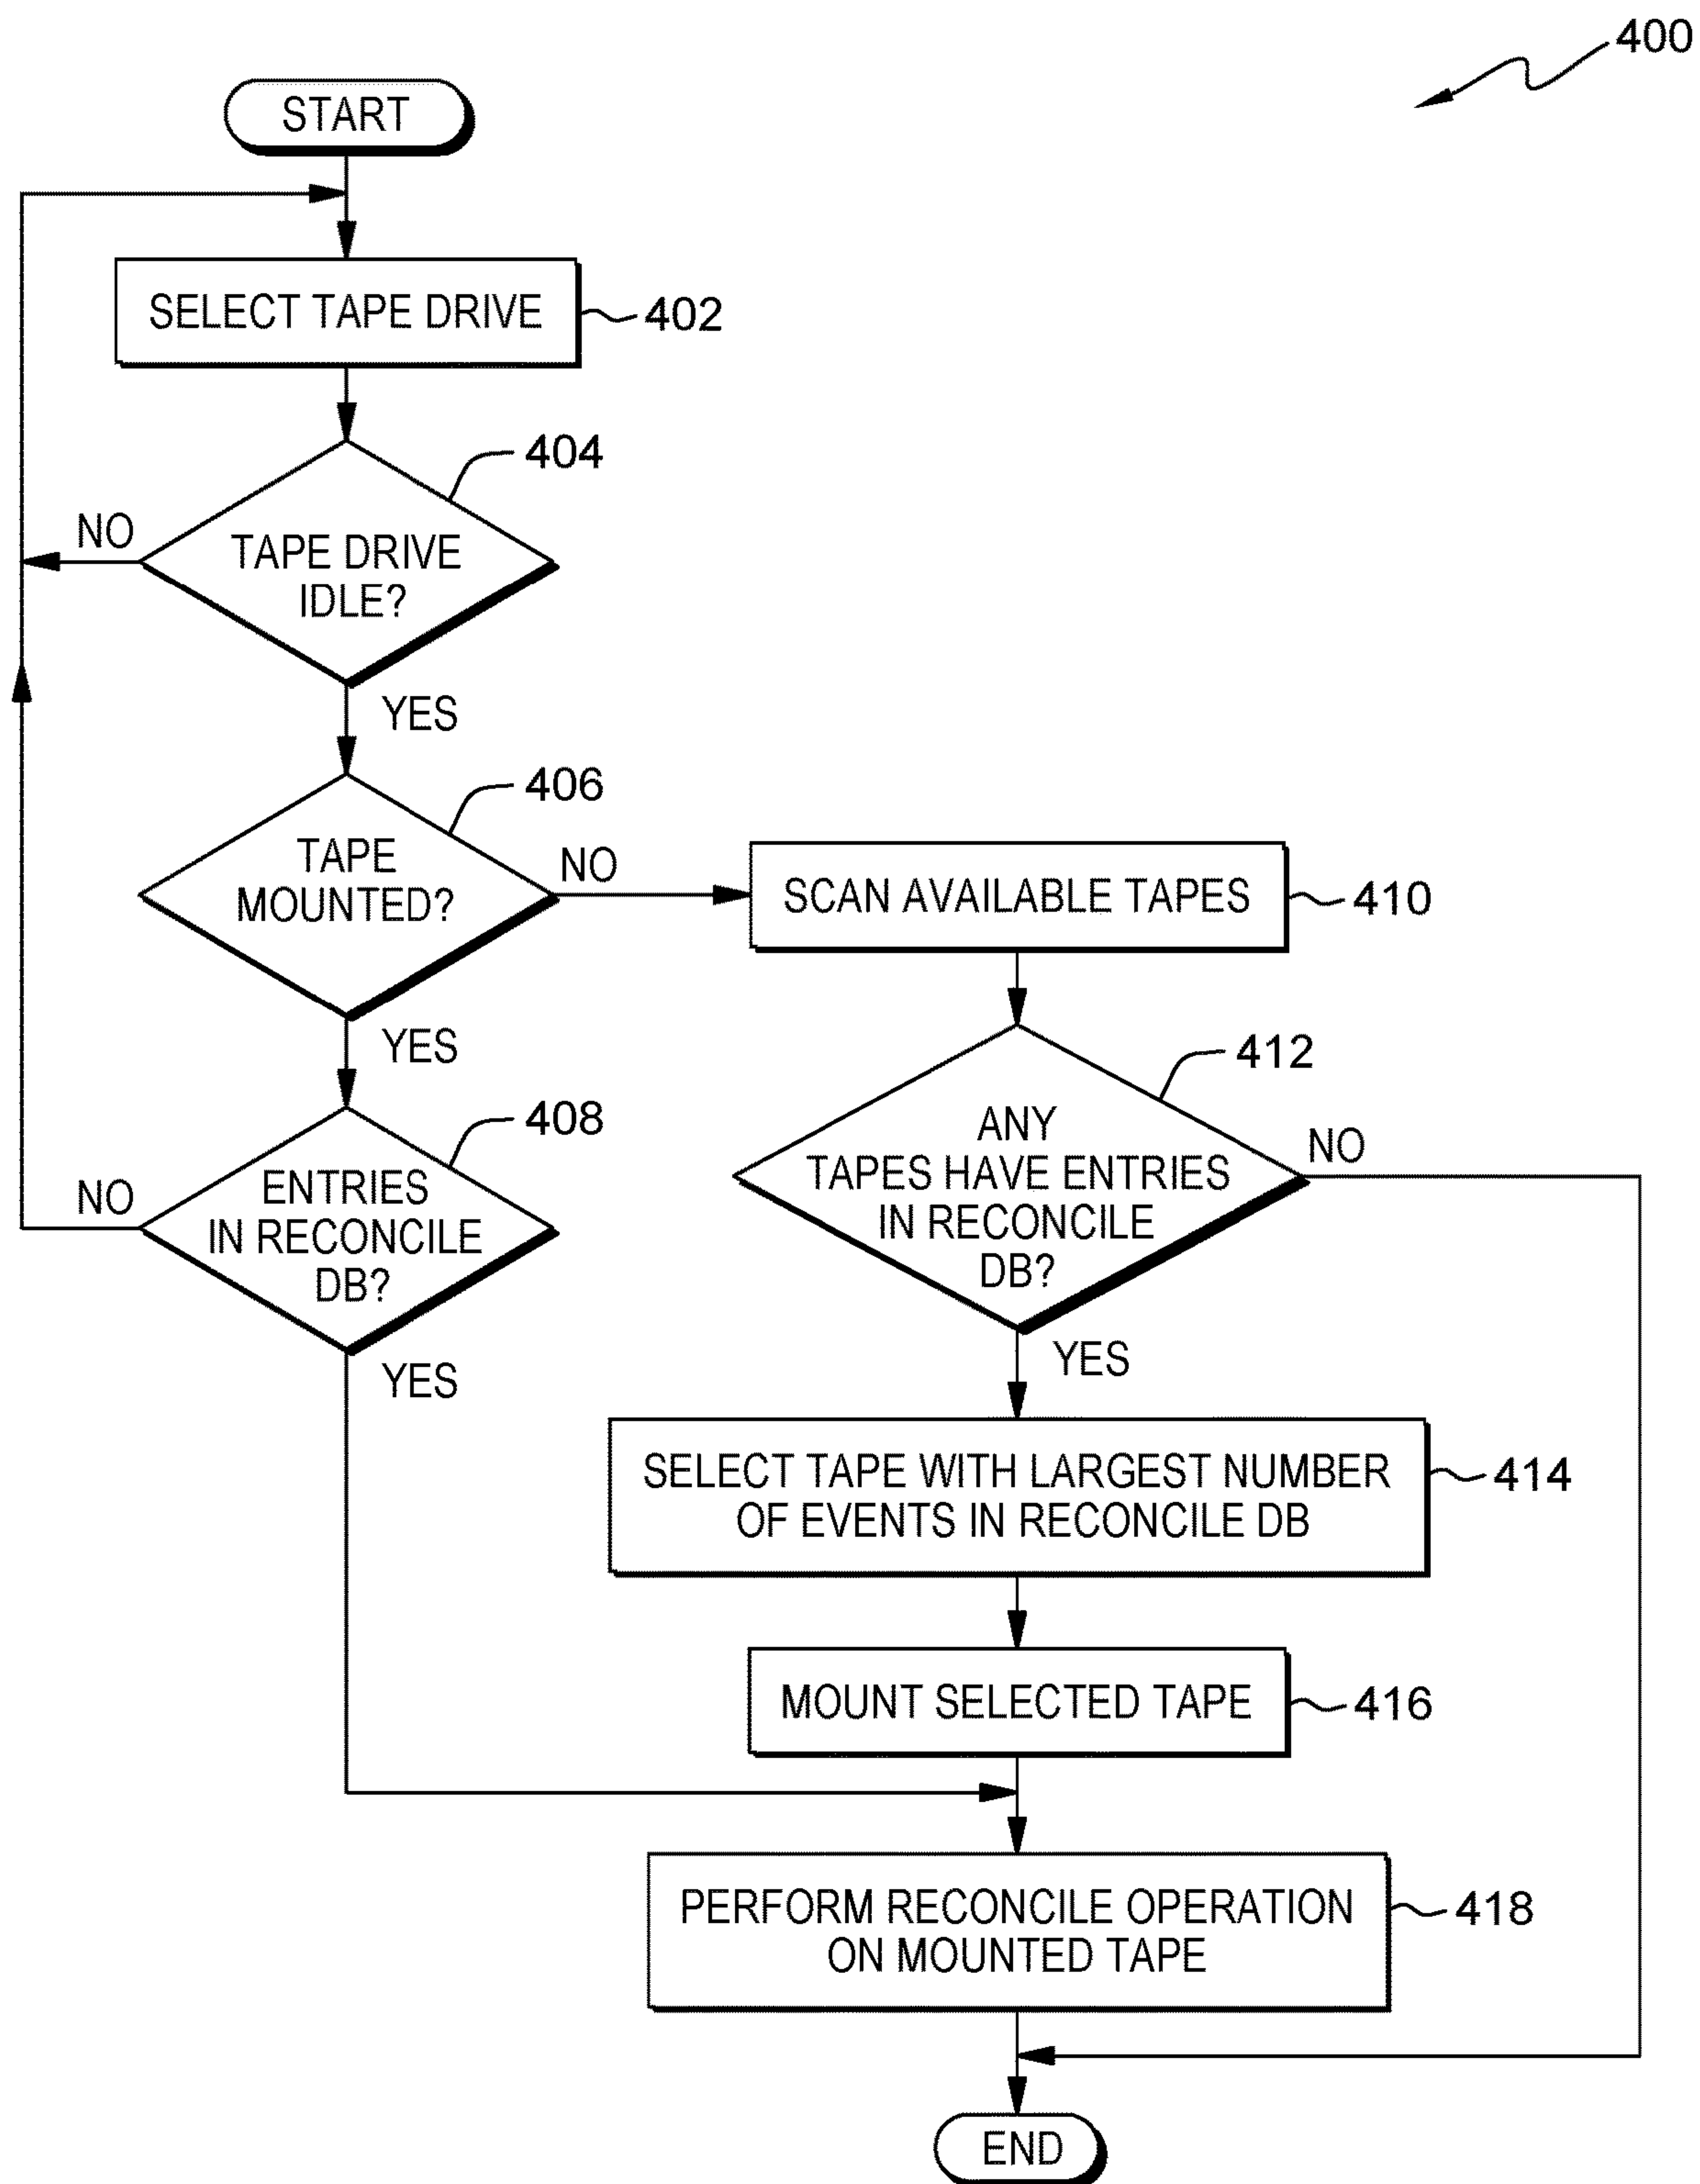 400
START
SELECT TAPE DRIVE
402
404
NO
TAPE DRIVE
IDLE?
YES
406
TAPE
MOUNTED?
NO
SCAN AVAILABLE TAPES
410
YES
408
NO
ENTRIES
IN RECONCILE
DB?
YES
412
ANY
TAPES HAVE ENTRIES
IN RECONCILE
DB?
NO
YES
SELECT TAPE WITH LARGEST NUMBER
OF EVENTS IN RECONCILE DB
414
MOUNT SELECTED TAPE
416
PERFORM RECONCILE OPERATION
ON MOUNTED TAPE
418
END